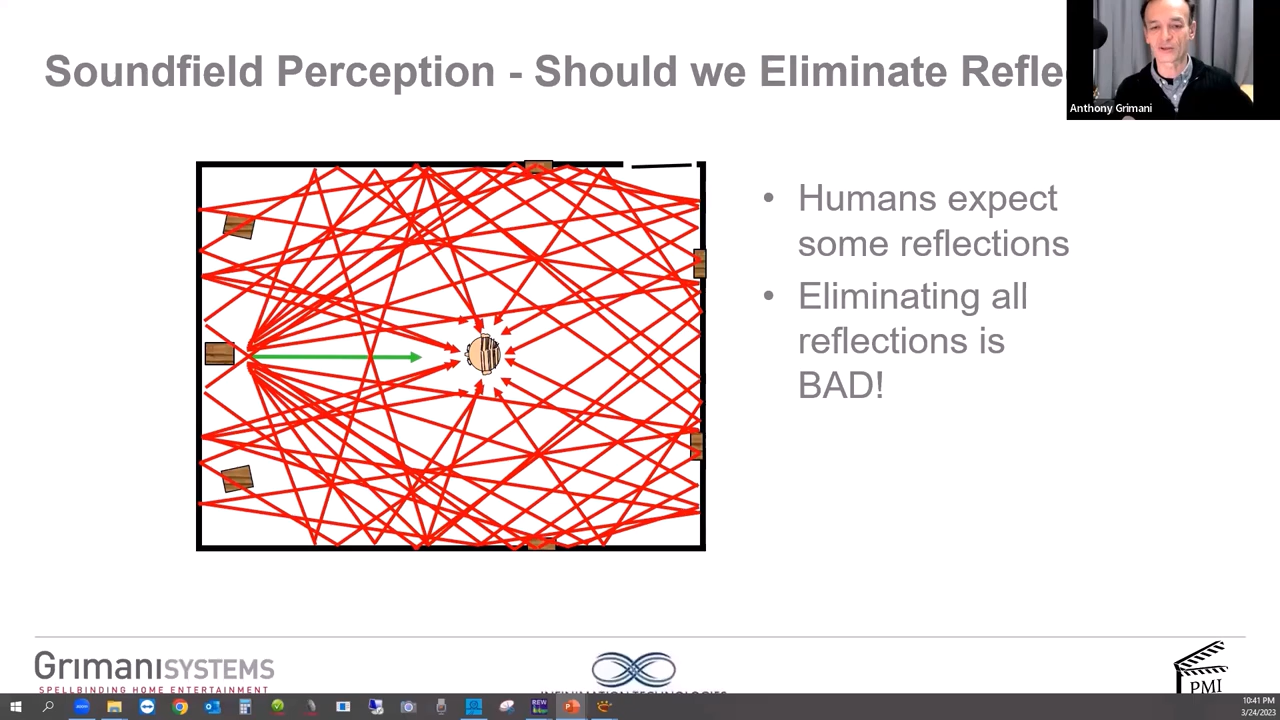 Soundfield Perception - Should we Eliminate Refle
Anthony Grimani
• Humans expect
some reflections
• Eliminating all
reflections is
BAD!
GRIMANISYSTEMS
SPELLBINDING HOME ENTERTAINMENT
PMI
REW
10:41 PM
3/24/2023